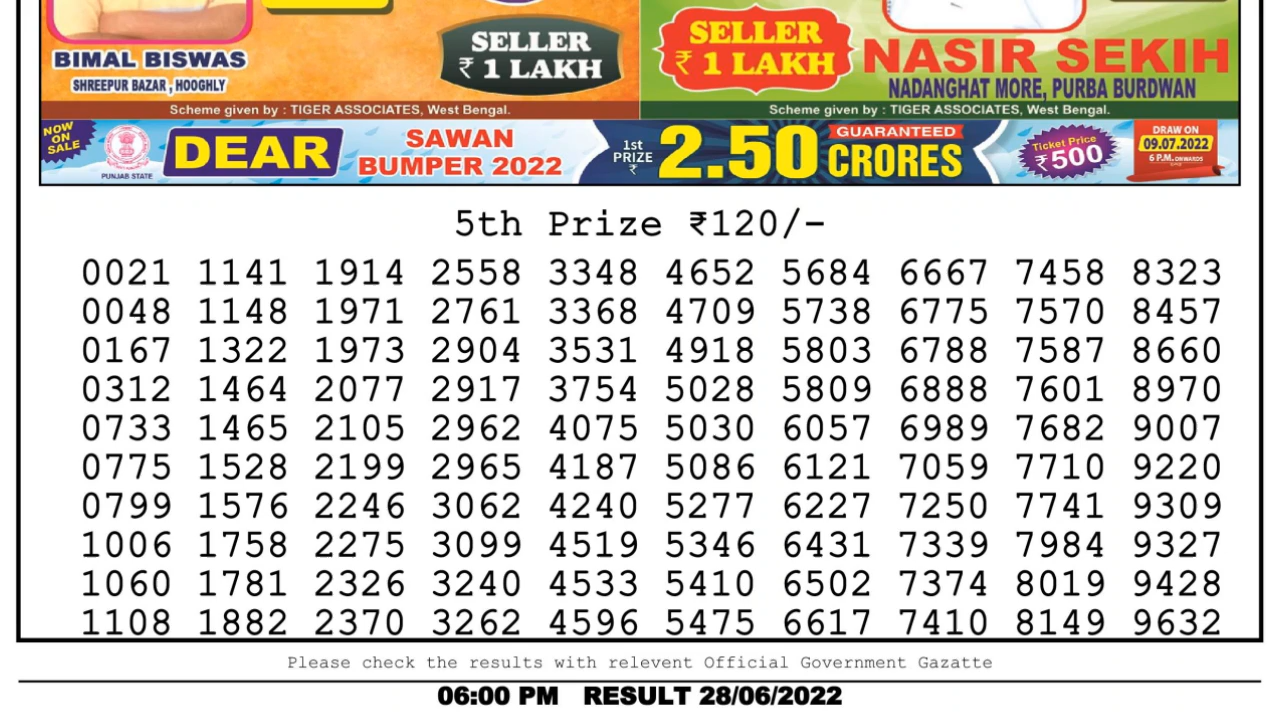 BIMAL BISWAS
SHREEPUR BAZAR , HOOGHLY
SELLER
₹ 1 LAKH
SELLER
₹ 1 LAKH
NASIR SEKIH
NADANGHAT MORE, PURBA BURDWAN
Scheme given by : TIGER ASSOCIATES, West Bengal.
Scheme given by : TIGER ASSOCIATES, West Bengal.
NOW
ON
SALE
PUNJAB STATE
DEAR
SAWAN
BUMPER 2022
1st
PRIZE
₹
2.50
GUARANTEED
CRORES
Ticket Price
₹500
DRAW ON
09.07.2022
6 P.M. ONWARDS
5th Prize ₹120/-
0021 1141 1914 2558 3348 4652 5684 6667 7458 8323
0048 1148 1971 2761 3368 4709 5738 6775 7570 8457
0167 1322 1973 2904 3531 4918 5803 6788 7587 8660
0312 1464 2077 2917 3754 5028 5809 6888 7601 8970
0733 1465 2105 2962 4075 5030 6057 6989 7682 9007
0775 1528 2199 2965 4187 5086 6121 7059 7710 9220
0799 1576 2246 3062 4240 5277 6227 7250 7741 9309
1006 1758 2275 3099 4519 5346 6431 7339 7984 9327
1060 1781 2326 3240 4533 5410 6502 7374 8019 9428
1108 1882 2370 3262 4596 5475 6617 7410 8149 9632
Please check the results with relevent Official Government Gazatte
06:00 PM RESULT 28/06/2022